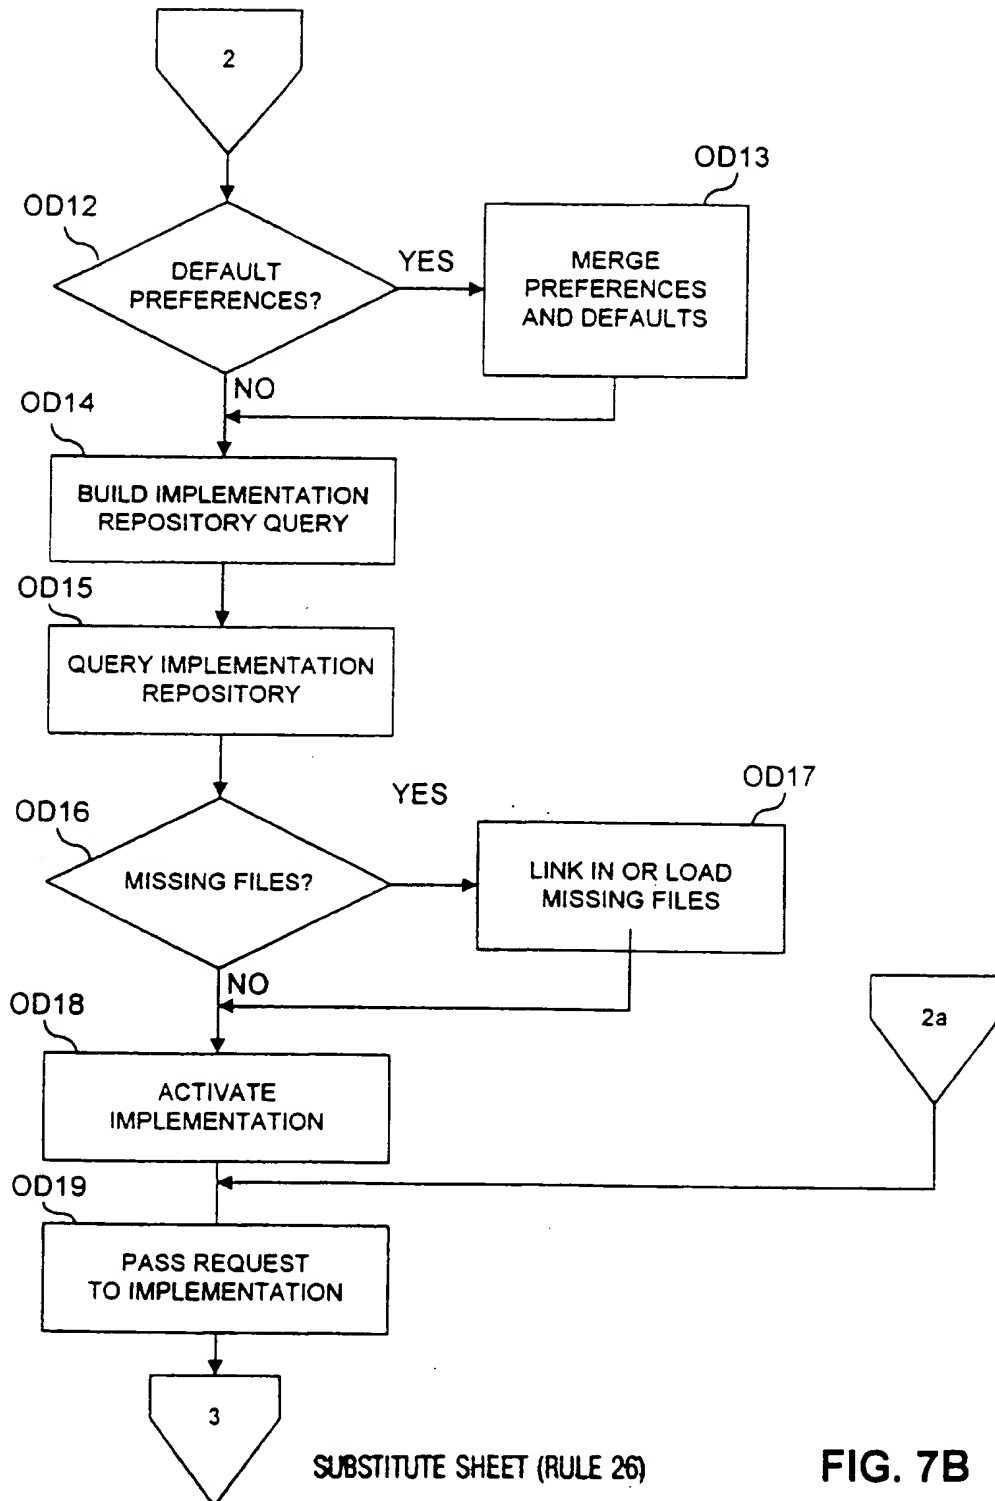 2
OD12
DEFAULT
PREFERENCES?
YES
OD13
MERGE
PREFERENCES
AND DEFAULTS
NO
OD14
BUILD IMPLEMENTATION
REPOSITORY QUERY
OD15
QUERY IMPLEMENTATION
REPOSITORY
OD16
MISSING FILES?
YES
OD17
LINK IN OR LOAD
MISSING FILES
NO
OD18
ACTIVATE
IMPLEMENTATION
2a
OD19
PASS REQUEST
TO IMPLEMENTATION
3
SUBSTITUTE SHEET (RULE 26)
FIG. 7B